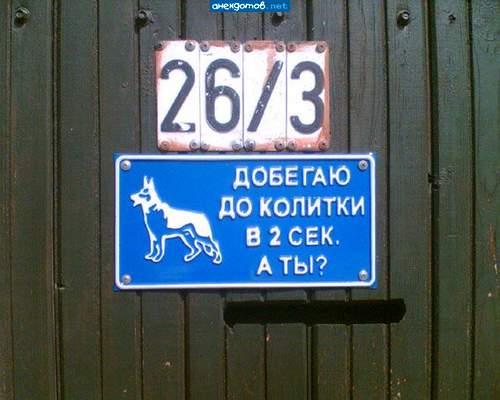 анекдотов.net
26/3
ДОБЕГАЮ
ДО КОЛИТКИ
В 2 СЕК.
А ТЫ?